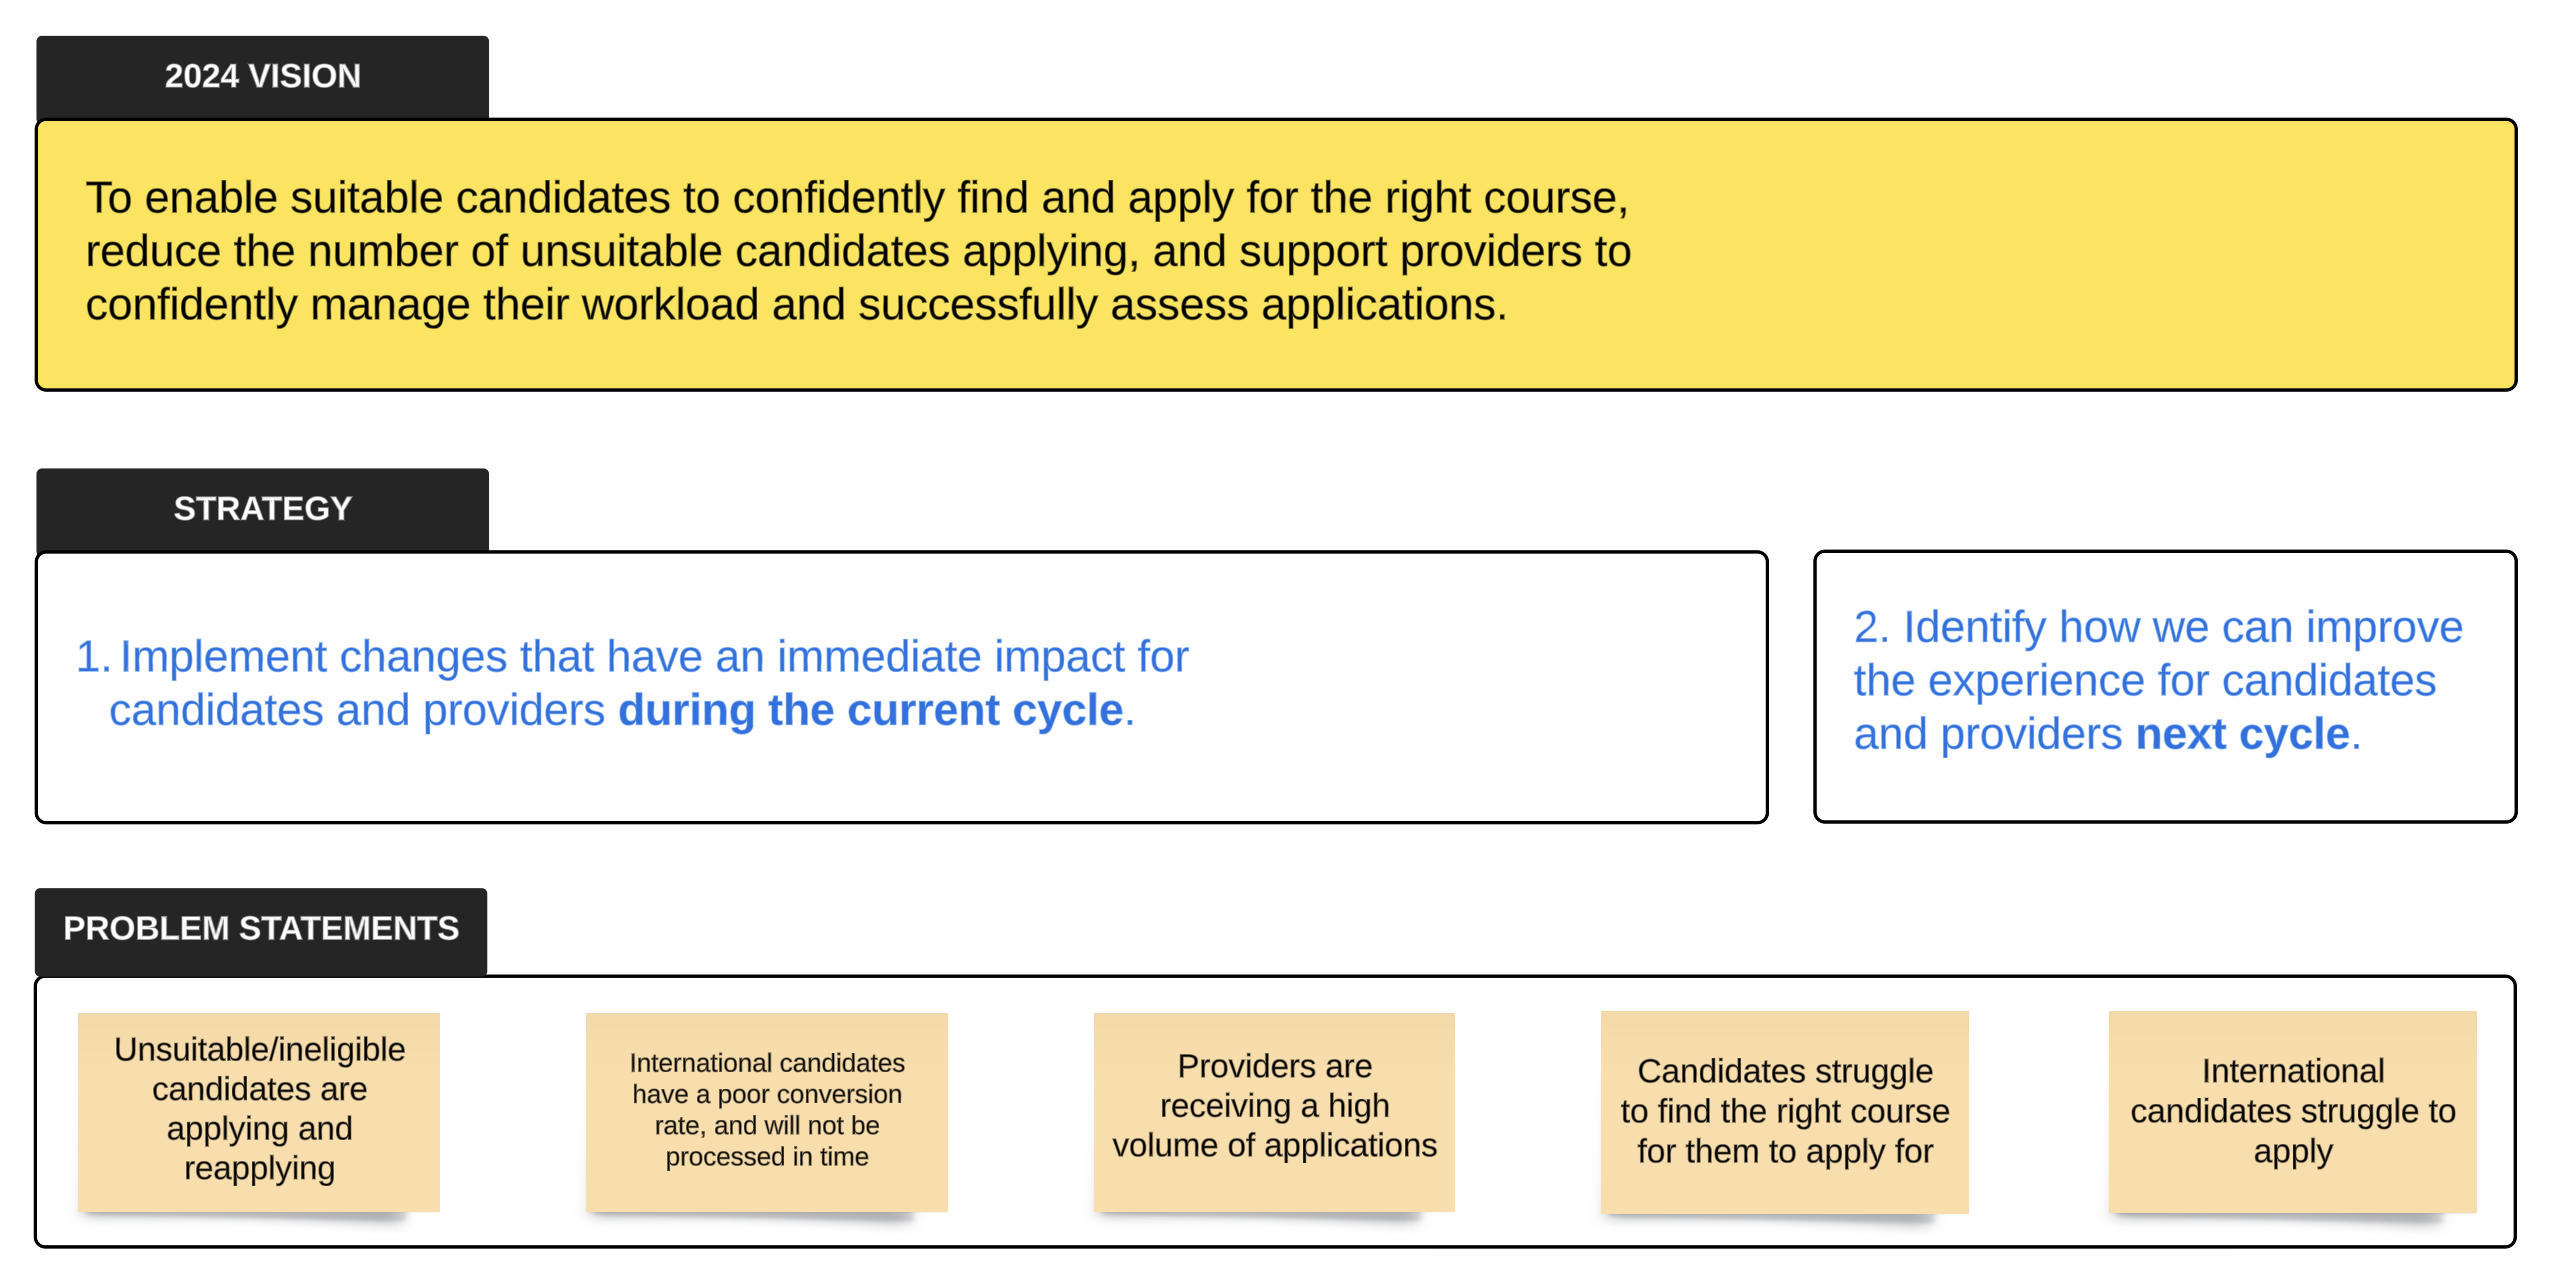 2024 VISION
To enable suitable candidates to confidently find and apply for the right course,
reduce the number of unsuitable candidates applying, and support providers to
confidently manage their workload and successfully assess applications.
STRATEGY
1. Implement changes that have an immediate impact for
candidates and providers during the current cycle.
2. Identify how we can improve
the experience for candidates
and providers next cycle.
PROBLEM STATEMENTS
Unsuitable/ineligible
candidates are
applying and
reapplying
International candidates
have a poor conversion
rate, and will not be
processed in time
Providers are
receiving a high
volume of applications
Candidates struggle
to find the right course
for them to apply for
International
candidates struggle to
apply